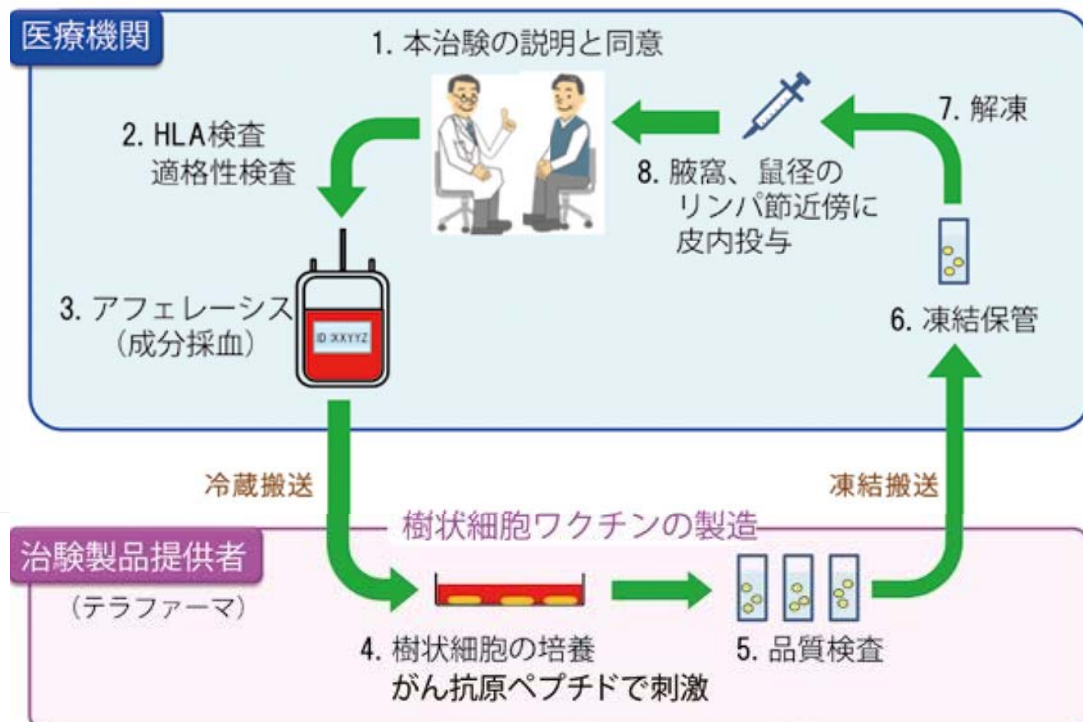 医療機関
1. 本治験の説明と同意
2. HLA検査
適格性検査
3. アフェレーシス
（成分採血）
ID:XXYYZ
7. 解凍
8. 腋窩、鼠径の
リンパ節近傍に
皮内投与
6. 凍結保管
冷蔵搬送
凍結搬送
樹状細胞ワクチンの製造
治験製品提供者
（テラファーマ）
4. 樹状細胞の培養
がん抗原ペプチドで刺激
5. 品質検査